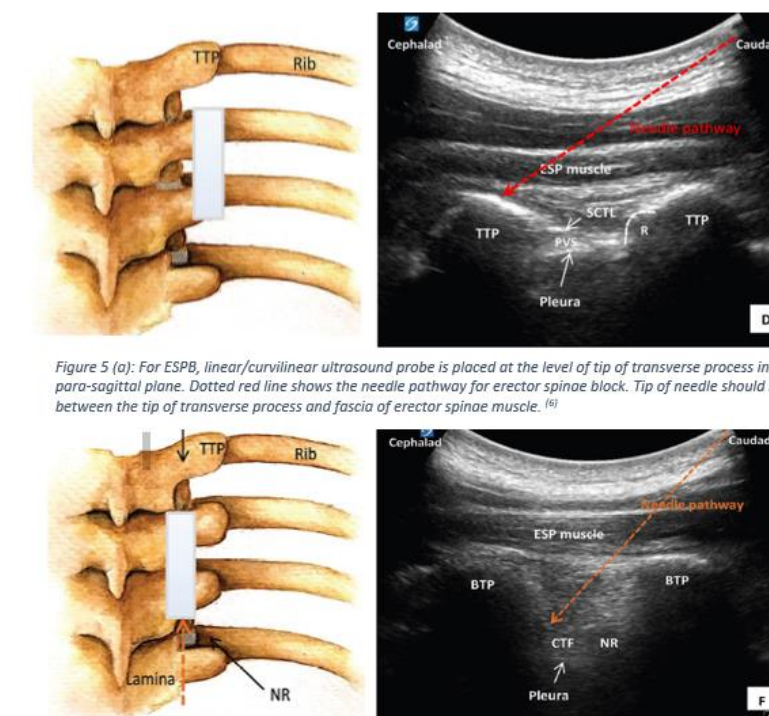 TTP
Rib
Cephalad
Cauda
Needle pathway
ESP muscle
SCTL
TTP
PVS
R
TTP
Pleura
D
Figure 5 (a): For ESPB, linear/curvilinear ultrasound probe is placed at the level of tip of transverse process in
para-sagittal plane. Dotted red line shows the needle pathway for erector spinae block. Tip of needle should
between the tip of transverse process and fascia of erector spinae muscle. (6)
TTP
Rib
Lamina
NR
Cephalad
Caudad
Needle pathway
ESP muscle
BTP
BTP
CTF
NR
Pleura
F